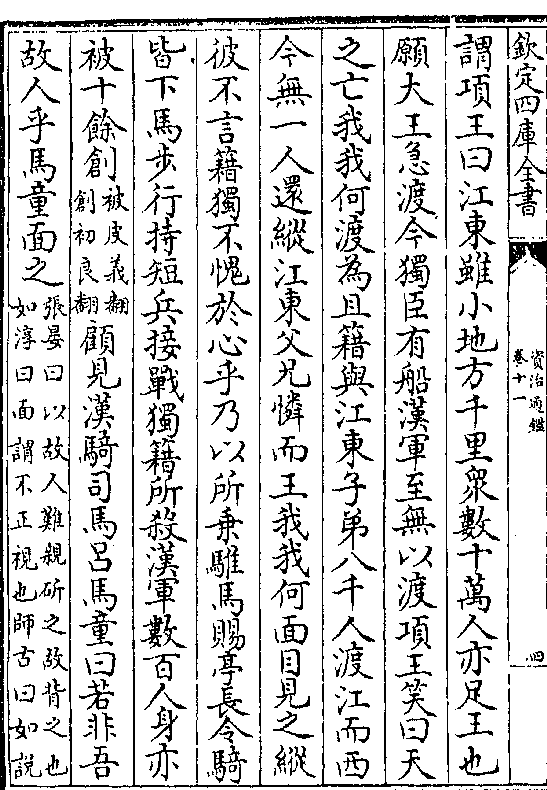 欽定四庫全書
資治通鑑
卷十一
四
謂項王曰江東雖小地方千里衆數十萬人亦足王也
願大王急渡今獨臣有船漢軍至無以渡項王笑曰天
之亡我我何渡為且籍與江東子弟八千人渡江而西
今無一人還縱江東父兄憐而王我我何面目見之縱
彼不言籍獨不愧於心乎乃以所乗騅馬賜亭長令騎
皆下馬步行持短兵接戰獨籍所殺漢軍數百人身亦
被十餘創被皮義翻創初良翻顧見漢騎司馬吕馬童曰若非吾
故人乎馬童面之張晏曰以故人難親斫之故背之也如淳曰面謂不正視也師古曰如說